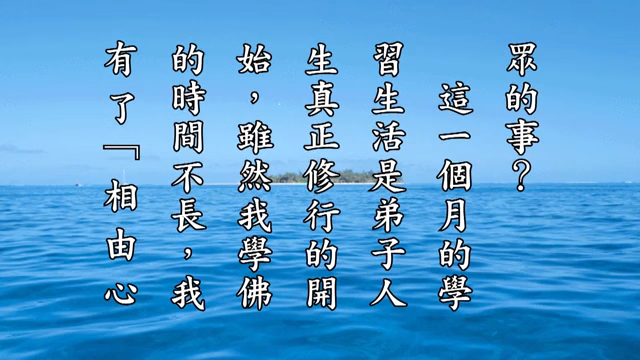 眾的事？
這一個月的學
習生活是弟子人
生真正修行的開
始，雖然我學佛
的時間不長，我
有了『相由心